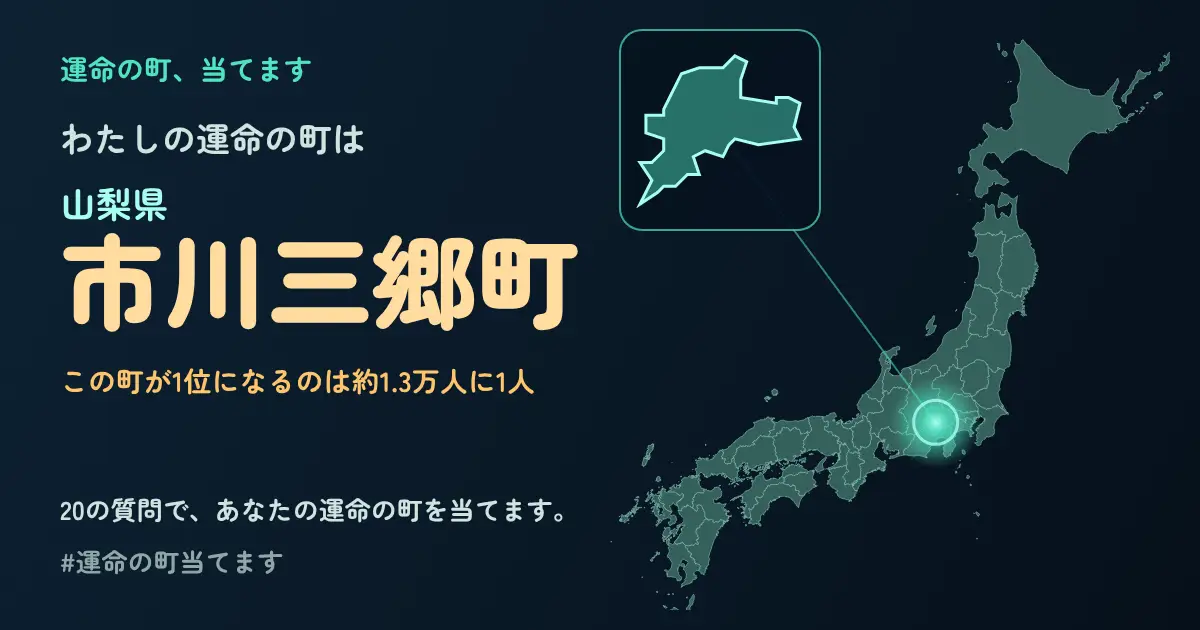 運命の町、当てます
わたしの運命の町は
山梨県
市川三郷町
この町が1位になるのは約1.3万人に1人
20の質問で、あなたの運命の町を当てます。
#運命の町当てます